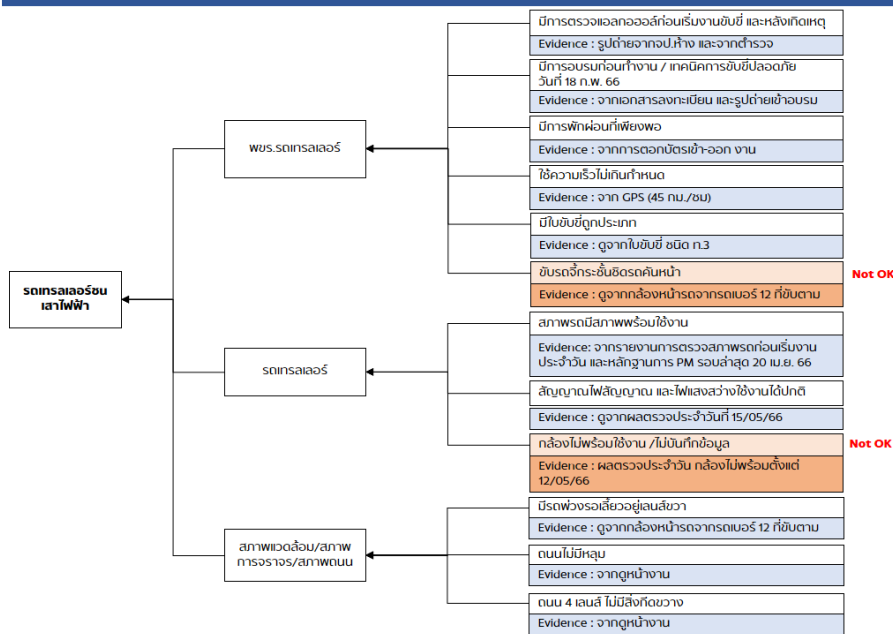 มีการตรวจแอลกอฮอล์ก่อนเริ่มงานขับขี่ และหลังเกิดเหตุ
Evidence : รูปถ่ายจากจป.ห้าง และจากตำรวจ
มีการอบรมก่อนทำงาน / เทคนิคการขับขี่ปลอดภัย
วันที่ 18 ก.พ. 66
Evidence : จากเอกสารลงทะเบียน และรูปถ่ายเข้าอบรม
พขร.รถเทรลเลอร์
มีการพักผ่อนที่เพียงพอ
Evidence : จากการตอกบัตรเข้า-ออก งาน
ใช้ความเร็วไม่เกินกำหนด
Evidence : จาก GPS (45 กม./ชม)
มีใบขับขี่ถูกประเภท
Evidence : ดูจากใบขับขี่ ชนิด ท.3
ขับรถจี้กระชั้นชิดรถคันหน้า
Not OK
Evidence : ดูจากกล้องหน้ารถจากรถเบอร์ 12 ที่ขับตาม
รถเทรลเลอร์ชน
เสาไฟฟ้า
สภาพรถมีสภาพพร้อมใช้งาน
Evidence: จากรายงานการตรวจสภาพรถก่อนเริ่มงาน
ประจำวัน และหลักฐานการ PM รอบล่าสุด 20 เม.ย. 66
รถเทรลเลอร์
สัญญาณไฟสัญญาณ และไฟแสงสว่างใช้งานได้ปกติ
Evidence : ดูจากผลตรวจประจำวันที่ 15/05/66
กล้องไม่พร้อมใช้งาน /ไม่บันทึกข้อมูล
Not OK
Evidence : ผลตรวจประจำวัน กล้องไม่พร้อมตั้งแต่
12/05/66
มีรถพ่วงรอเลี้ยวอยู่เลนส์ขวา
Evidence : ดูจากกล้องหน้ารถจากรถเบอร์ 12 ที่ขับตาม
สภาพแวดล้อม/สภาพ
การจราจร/สภาพถนน
ถนนไม่มีหลุม
Evidence : จากดูหน้างาน
ถนน 4 เลนส์ ไม่มีสิ่งกีดขวาง
Evidence : จากดูหน้างาน